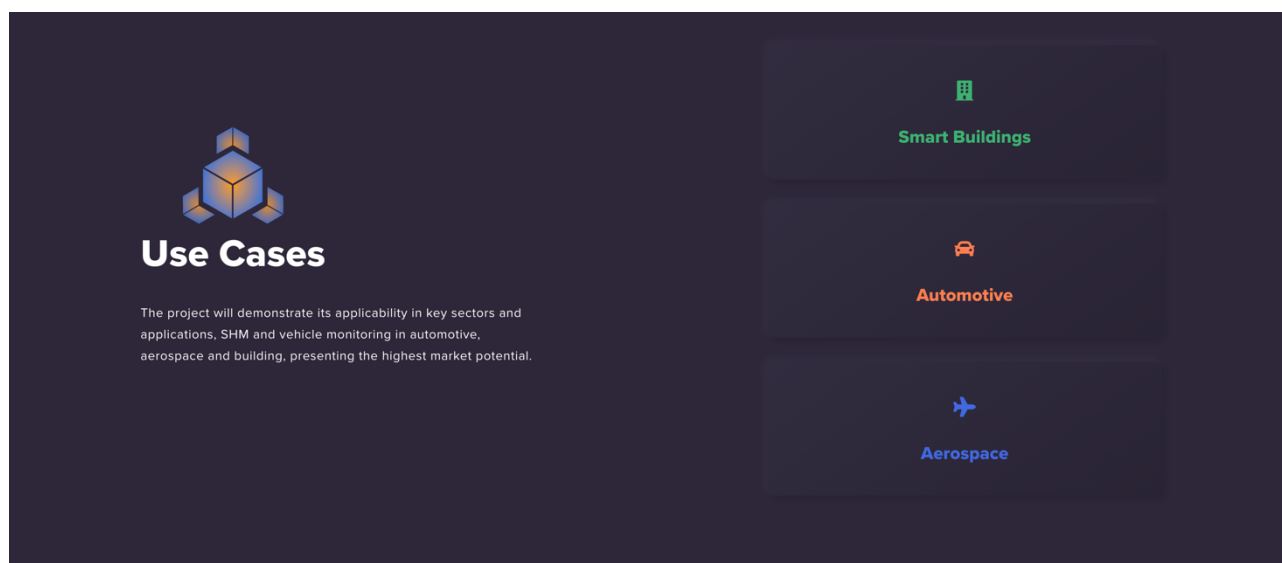 Use Cases
The project will demonstrate its applicability in key sectors and
applications, SHM and vehicle monitoring in automotive,
aerospace and building, presenting the highest market potential.
Smart Buildings
Automotive
Aerospace